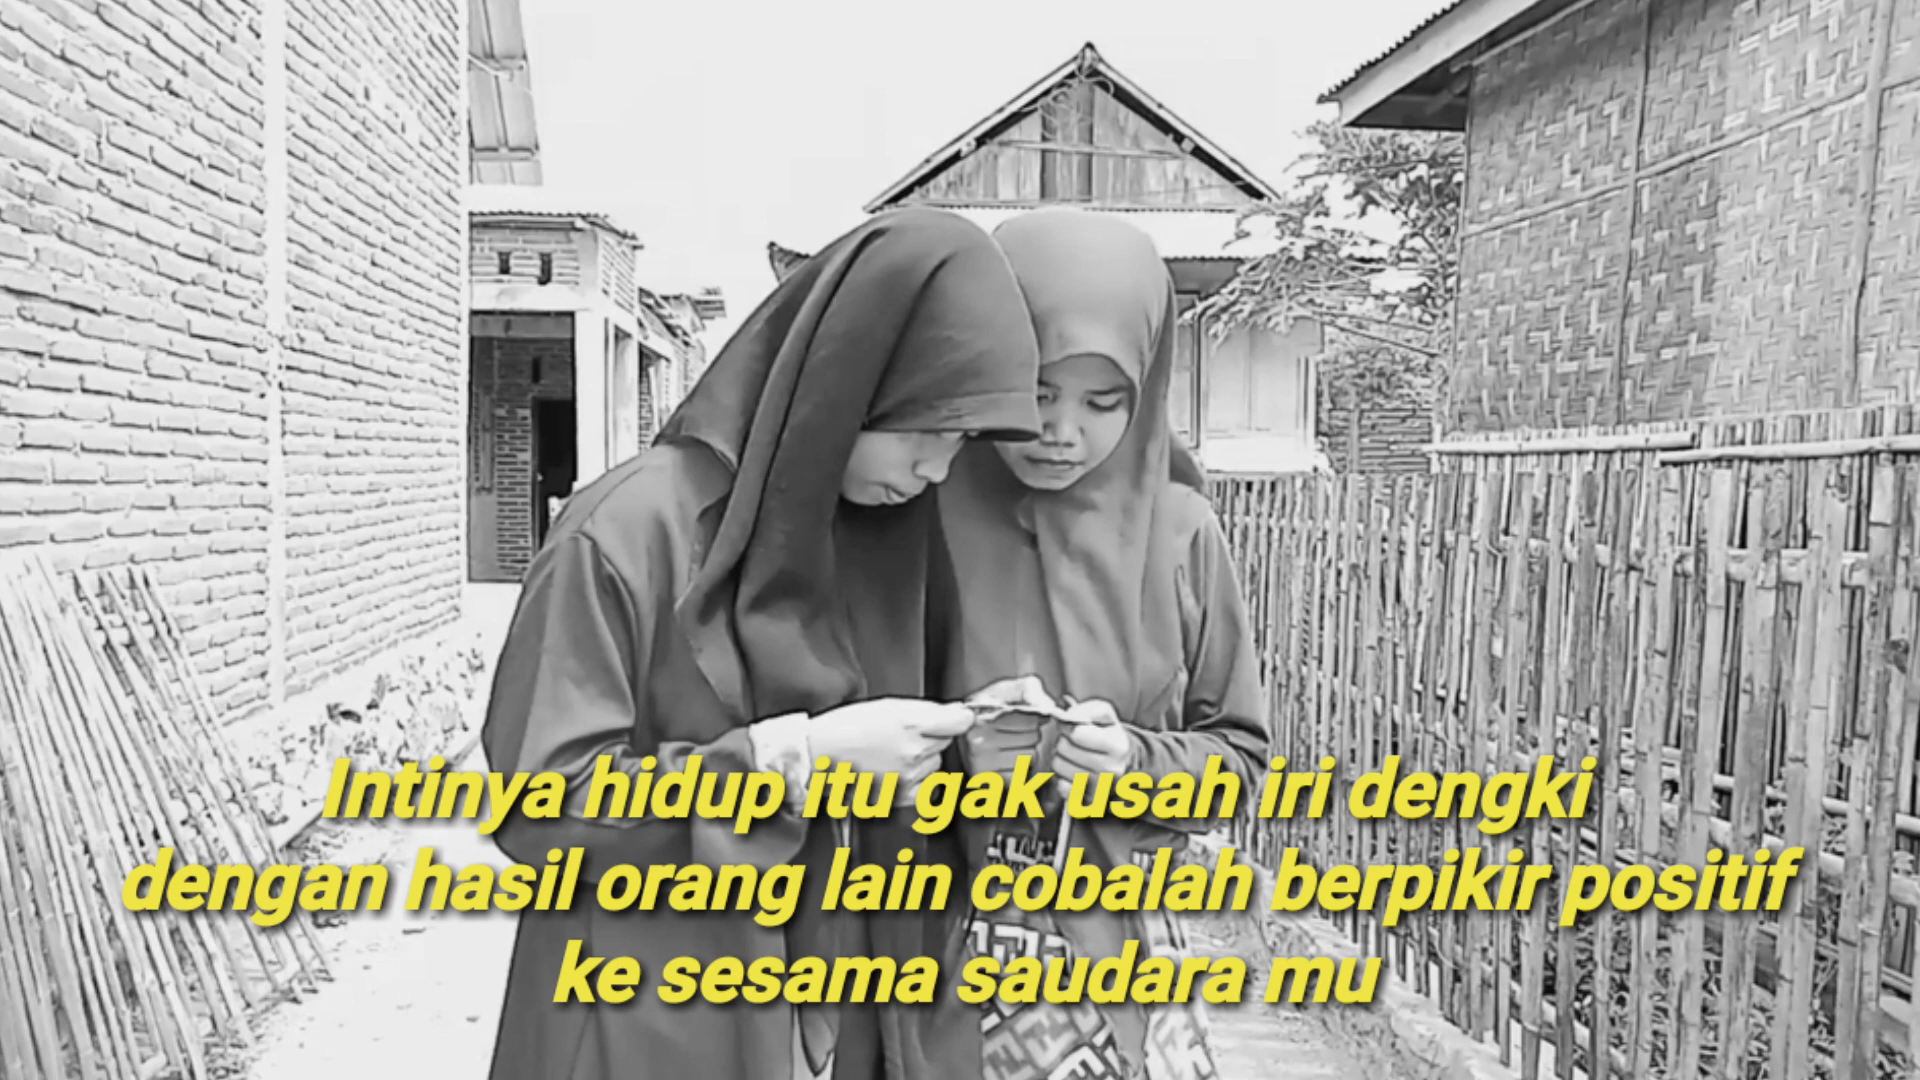 Intinya hidup itu gak usah iri dengki
dengan hasil orang lain cobalah berpikir positif
ke sesama saudara mu